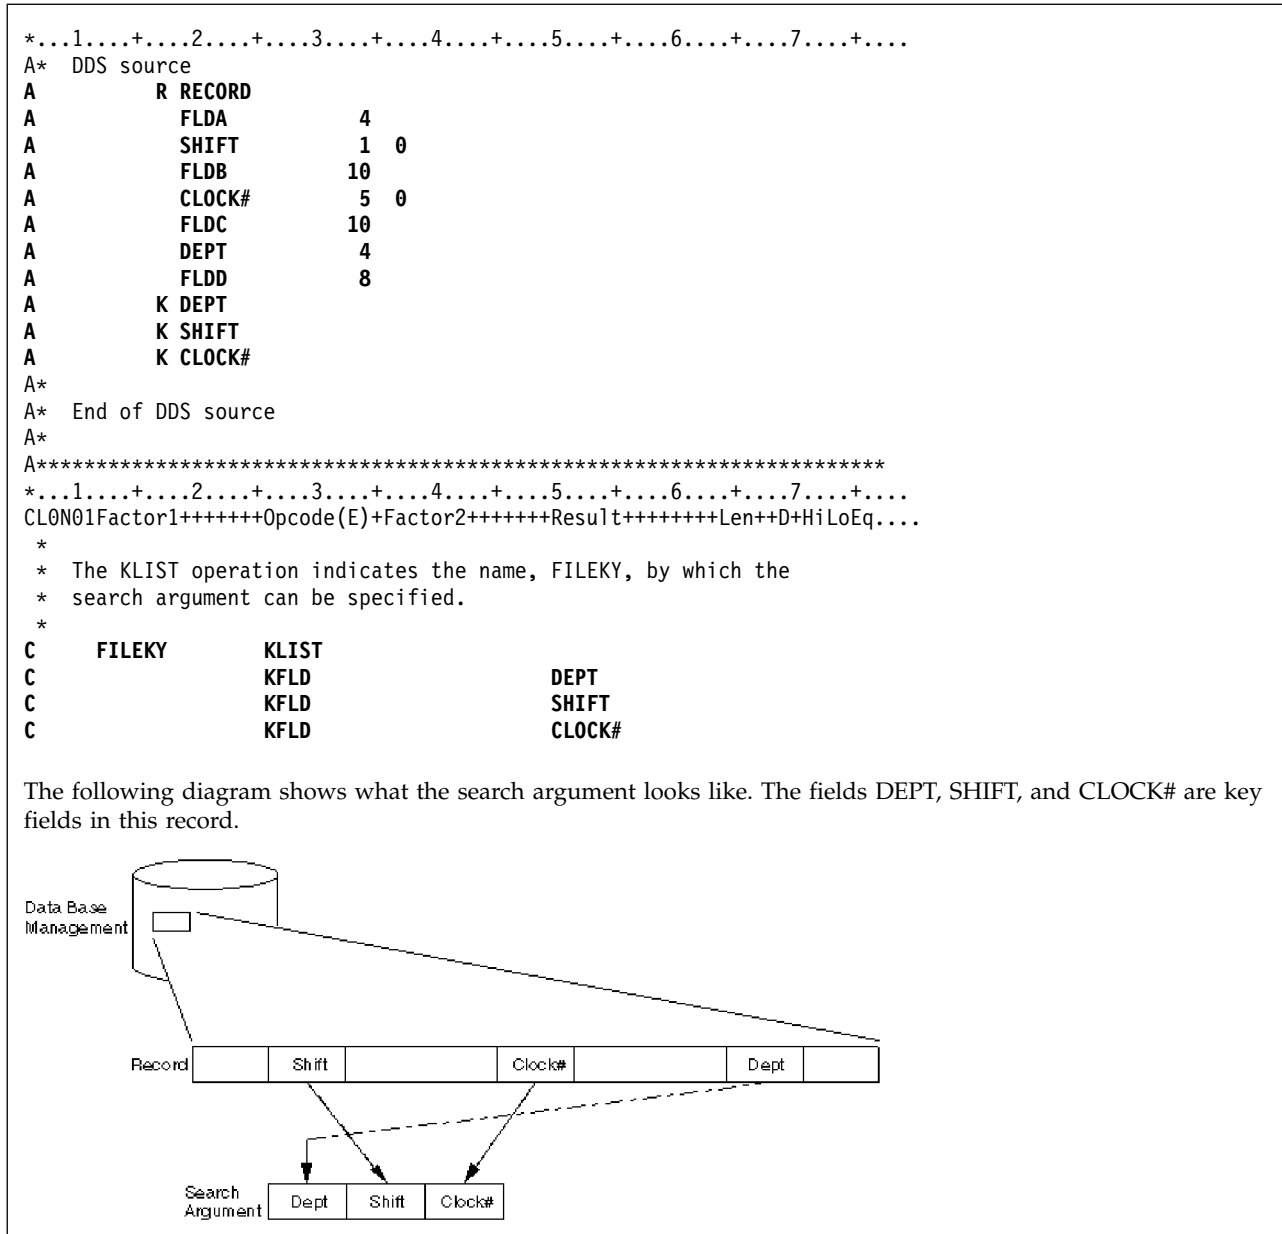 *...1....+....2....+....3....+....4....+....5....+....6....+....7....+....
A*  DDS source
A          R RECORD
A            FLDA           4
A            SHIFT          1  0
A            FLDB          10
A            CLOCK#         5  0
A            FLDC          10
A            DEPT           4
A            FLDD           8
A          K DEPT
A          K SHIFT
A          K CLOCK#
A*
A*  End of DDS source
A*
A***********************************************************************
*...1....+....2....+....3....+....4....+....5....+....6....+....7....+....
CL0N01Factor1+++++++Opcode(E)+Factor2+++++++Result++++++++Len++D+HiLoEq....
 *
 *  The KLIST operation indicates the name, FILEKY, by which the
 *  search argument can be specified.
 *
C     FILEKY        KLIST
C                   KFLD                    DEPT
C                   KFLD                    SHIFT
C                   KFLD                    CLOCK#
The following diagram shows what the search argument looks like. The fields DEPT, SHIFT, and CLOCK# are key
fields in this record.
Data Base
Management
Record Shift Clock# Dept
Search
Argument Dept Shift Clock#